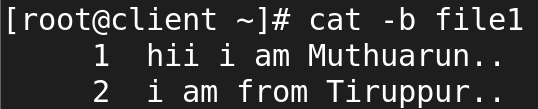 [root@client ~]# cat -b file1
1 hii i am Muthuarun..
2 i am from Tiruppur..